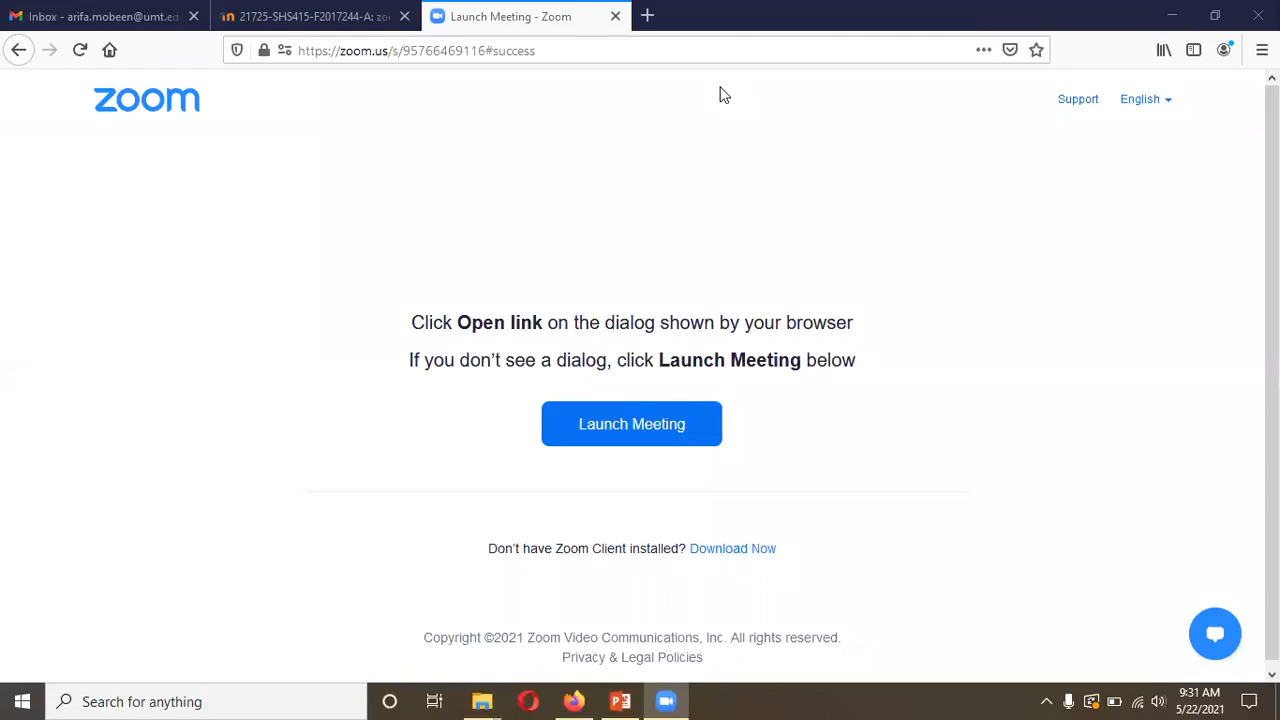 Inbox - arifa.mobeen@umt.ed
21725-SHS415-F2017244-A: zo
Launch Meeting - Zoom
https://zoom.us/s/95766469116#success
zoom
Support
English
Click Open link on the dialog shown by your browser
If you don’t see a dialog, click Launch Meeting below
Launch Meeting
Don’t have Zoom Client installed? Download Now
Copyright ©2021 Zoom Video Communications, Inc. All rights reserved.
Privacy & Legal Policies
Search for anything
9:31 AM
5/22/2021